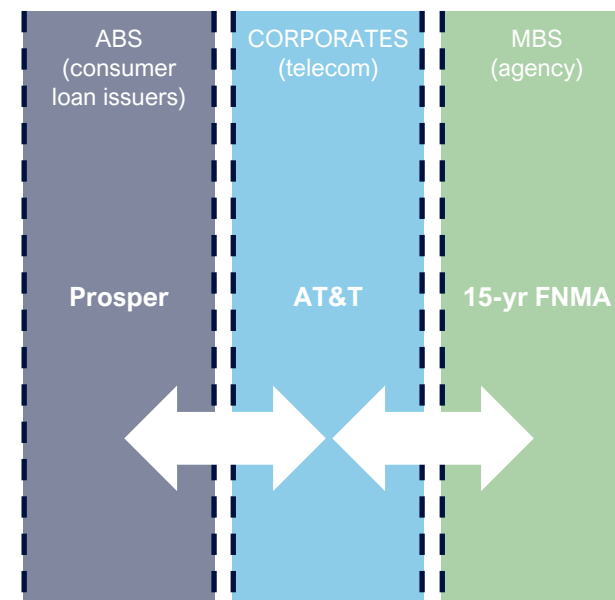 ABS
(consumer
loan issuers)
CORPORATES
(telecom)
MBS
(agency)
Prosper
AT&T
15-yr FNMA